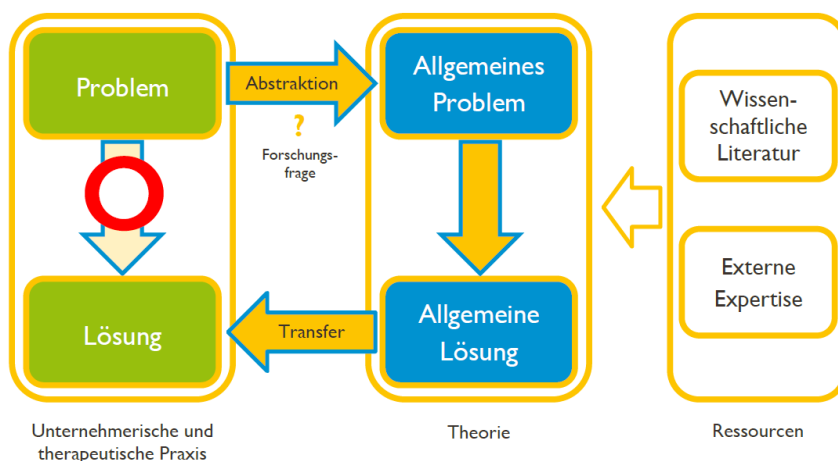 Problem
Abstraktion
?
Forschungs-
frage
Allgemeines
Problem
Wissen-
schaftliche
Literatur
Lösung
Transfer
Allgemeine
Lösung
Externe
Expertise
Unternehmerische und
therapeutische Praxis
Theorie
Ressourcen